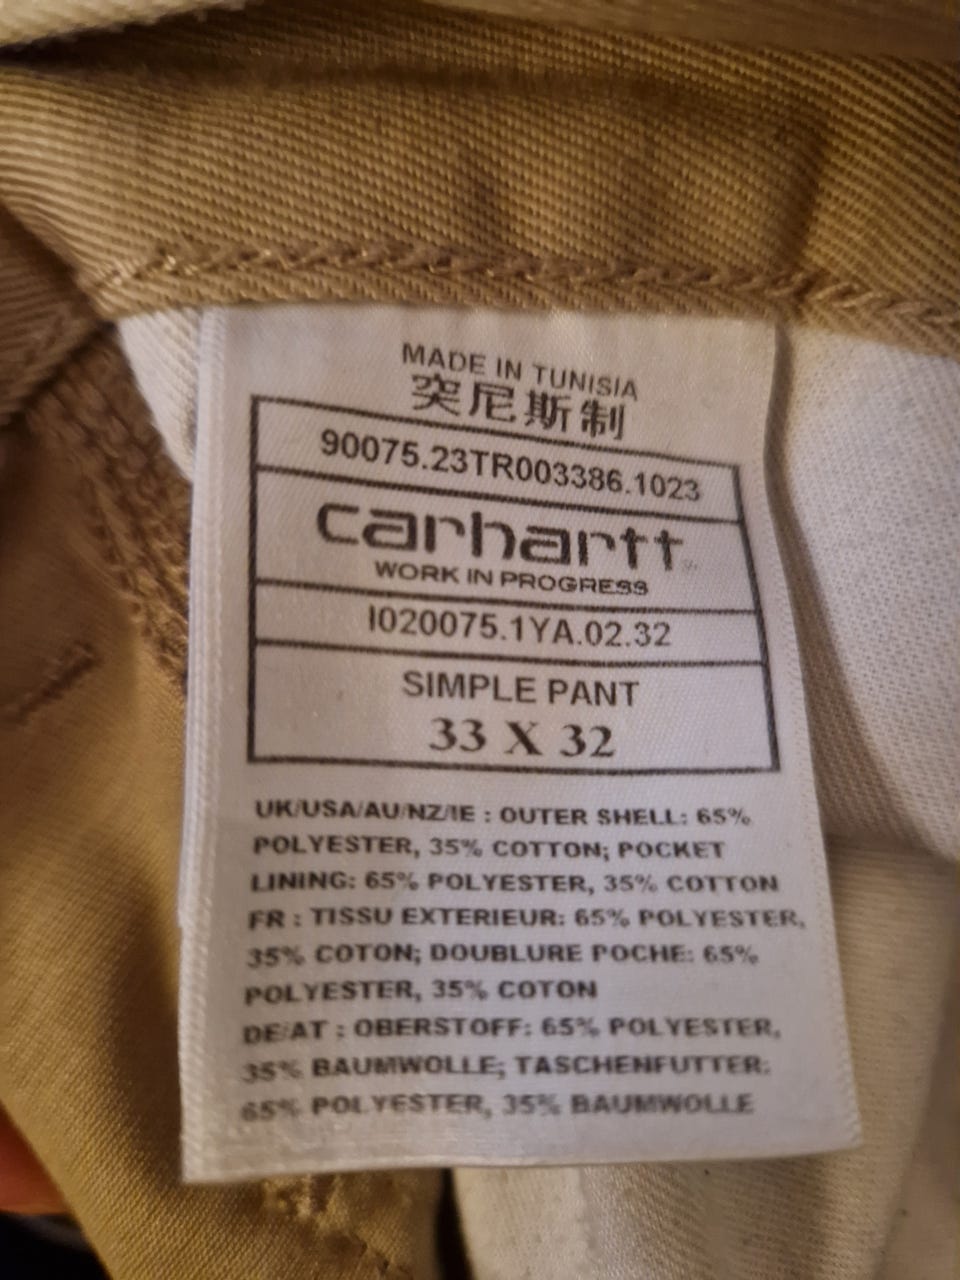 MADE IN TUNISIA
突尼斯制
90075.23TR003386.1023
carhartt
WORK IN PROGRESS
I020075.1YA.02.32
SIMPLE PANT
33 X 32
UK/USA/AU/NZ/IE : OUTER SHELL: 65%
POLYESTER, 35% COTTON; POCKET
LINING: 65% POLYESTER, 35% COTTON
FR : TISSU EXTERIEUR: 65% POLYESTER,
35% COTON; DOUBLURE POCHE: 65%
POLYESTER, 35% COTON
DE/AT : OBERSTOFF: 65% POLYESTER,
35% BAUMWOLLE; TASCHENFUTTER:
65% POLYESTER, 35% BAUMWOLLE